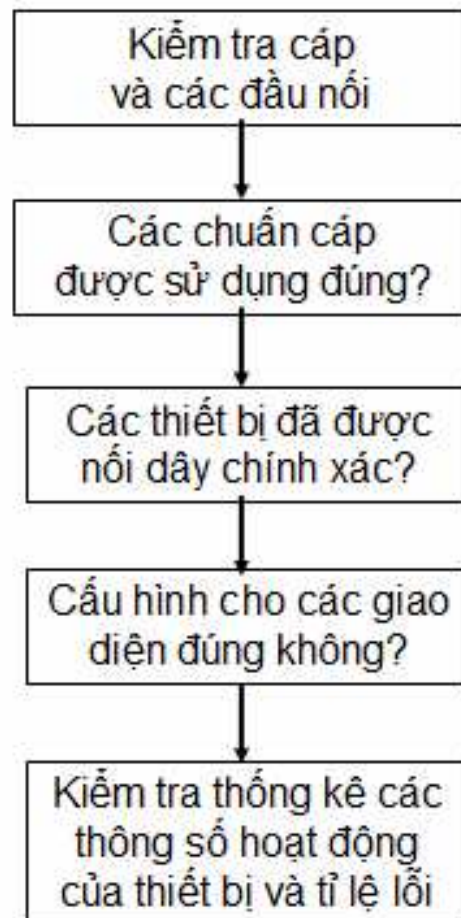 Kiểm tra cáp
và các đầu nối
Các chuẩn cáp
được sử dụng đúng?
Các thiết bị đã được
nối dây chính xác?
Cấu hình cho các giao
diện đúng không?
Kiểm tra thống kê các
thông số hoạt động
của thiết bị và tỉ lệ lỗi